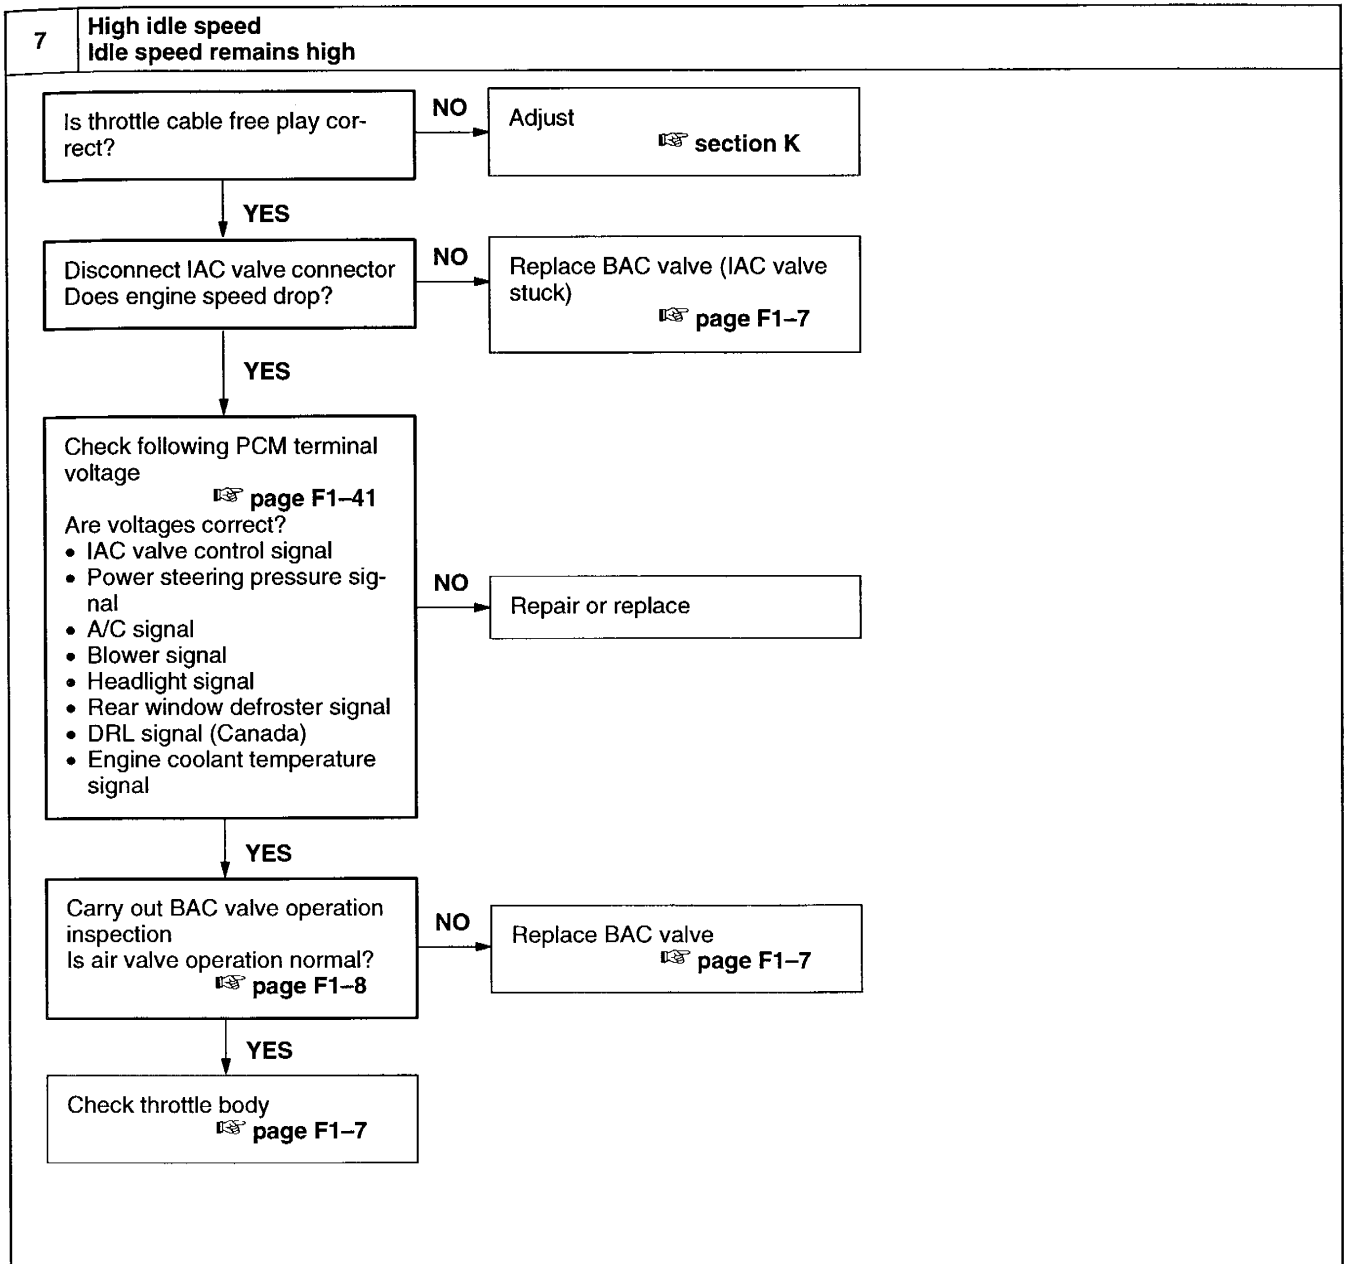 7
High idle speed
Idle speed remains high
Is throttle cable free play cor-
rect?
NO
Adjust
☞ section K
YES
Disconnect IAC valve connector
Does engine speed drop?
NO
Replace BAC valve (IAC valve
stuck)
☞ page F1–7
YES
Check following PCM terminal
voltage
☞ page F1–41
Are voltages correct?
• IAC valve control signal
• Power steering pressure sig-
nal
• A/C signal
• Blower signal
• Headlight signal
• Rear window defroster signal
• DRL signal (Canada)
• Engine coolant temperature
signal
NO
Repair or replace
YES
Carry out BAC valve operation
inspection
Is air valve operation normal?
☞ page F1–8
NO
Replace BAC valve
☞ page F1–7
YES
Check throttle body
☞ page F1–7